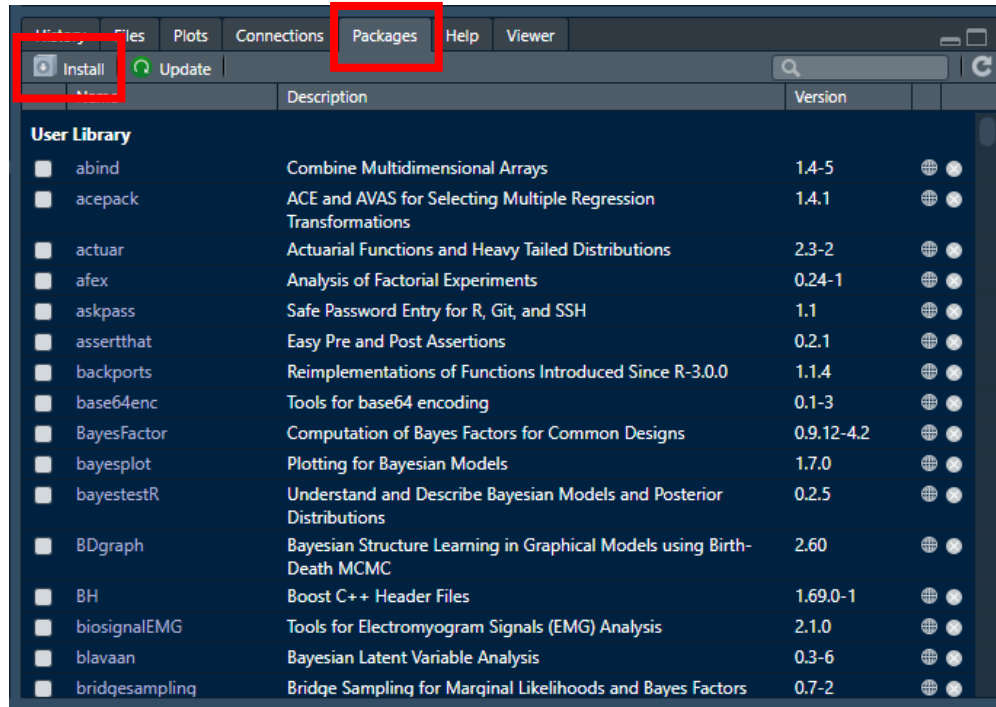 History Files Plots Connections Packages Help Viewer
Install Update
Name Description Version
User Library
abind Combine Multidimensional Arrays 1.4-5
acepack ACE and AVAS for Selecting Multiple Regression 1.4.1
Transformations
actuar Actuarial Functions and Heavy Tailed Distributions 2.3-2
afex Analysis of Factorial Experiments 0.24-1
askpass Safe Password Entry for R, Git, and SSH 1.1
assertthat Easy Pre and Post Assertions 0.2.1
backports Reimplementations of Functions Introduced Since R-3.0.0 1.1.4
base64enc Tools for base64 encoding 0.1-3
BayesFactor Computation of Bayes Factors for Common Designs 0.9.12-4.2
bayesplot Plotting for Bayesian Models 1.7.0
bayestestR Understand and Describe Bayesian Models and Posterior 0.2.5
Distributions
BDgraph Bayesian Structure Learning in Graphical Models using Birth- 2.60
Death MCMC
BH Boost C++ Header Files 1.69.0-1
biosignalEMG Tools for Electromyogram Signals (EMG) Analysis 2.1.0
blavaan Bayesian Latent Variable Analysis 0.3-6
bridgesampling Bridge Sampling for Marginal Likelihoods and Bayes Factors 0.7-2